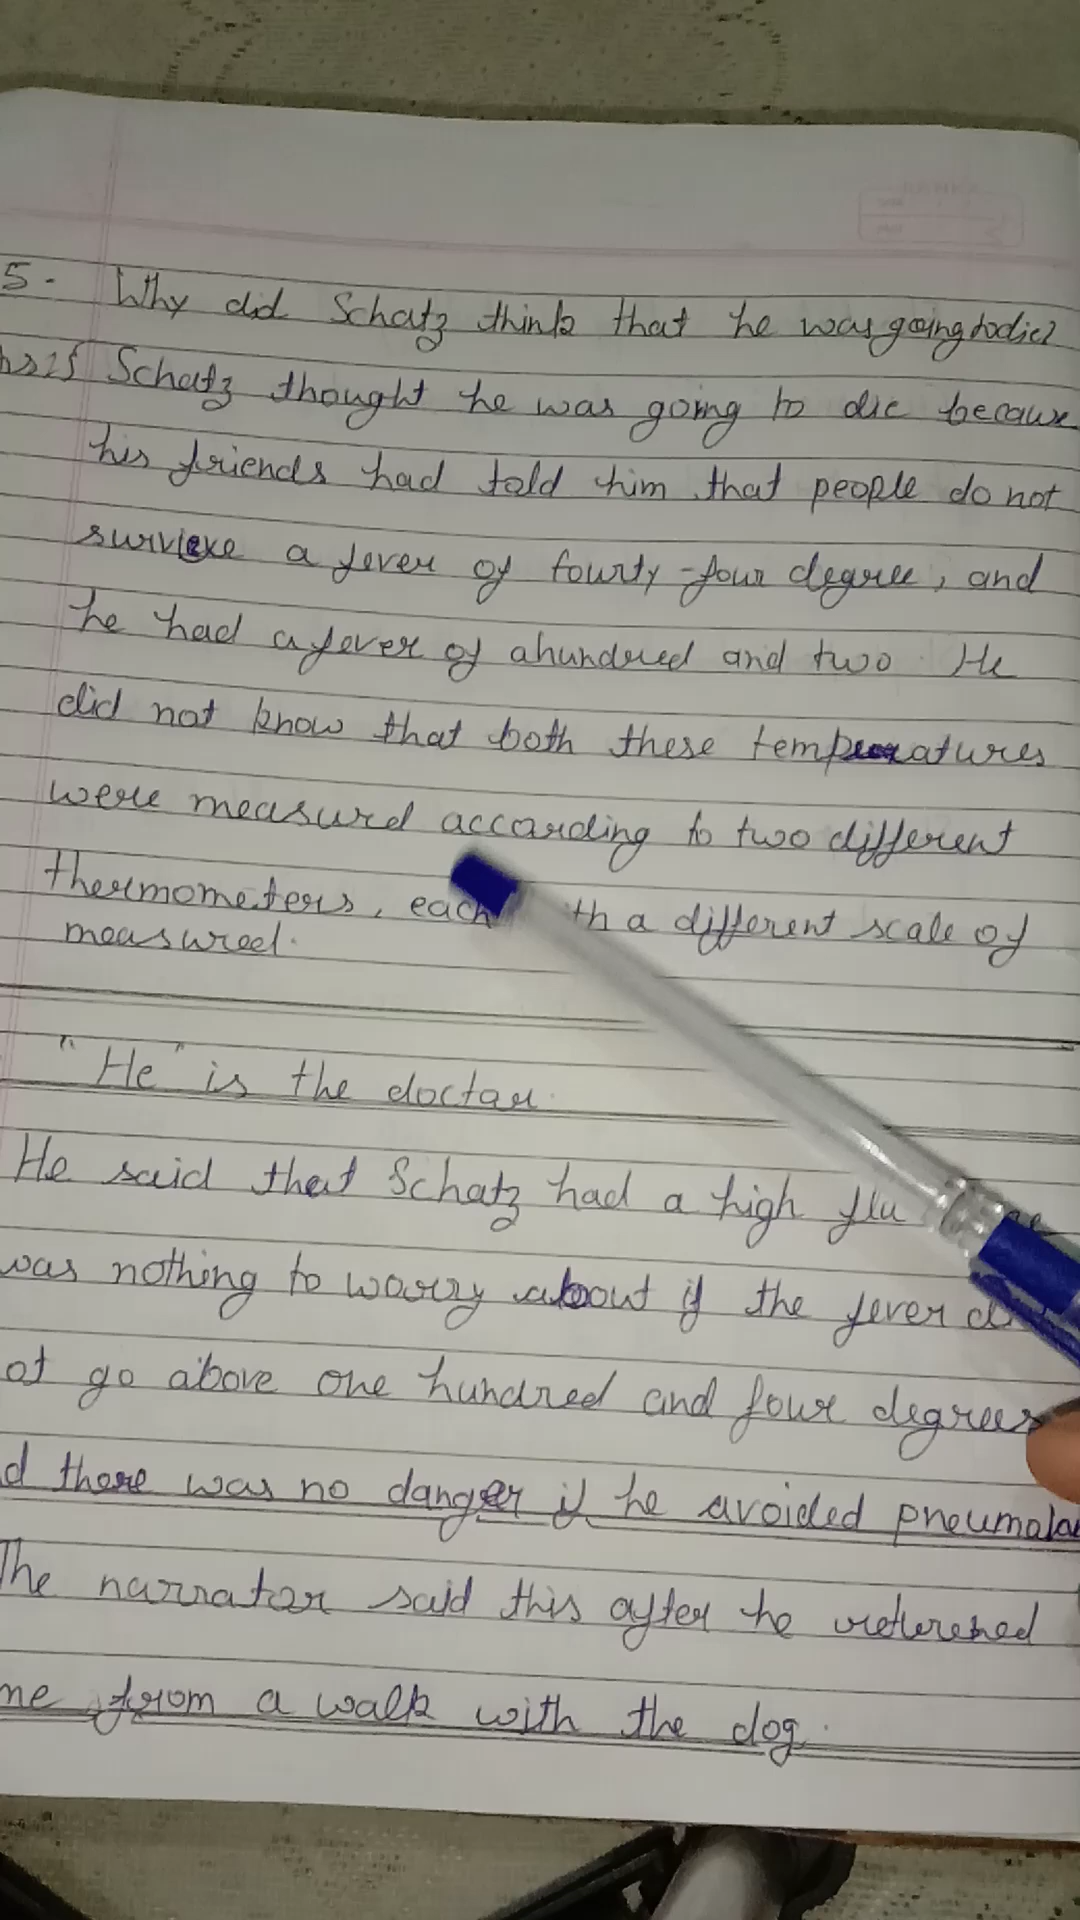 5. Why did Schatz think that he was going to die?
Schatz thought he was going to die because
his friends had told him that people do not
survive a fever of fourty-four degree, and
he had a fever of a hundred and two. He
did not know that both these temperatures
were measurd according to two different
thermometers, each th a different scale of
measured.
"He" is the doctor.
He said that Schatz had a high flu
was nothing to worry about if the fever d
ot go above one hundred and four degrees
d there was no danger if he avoided pneumo
The narrator said this after he
me from a walk with the dog.